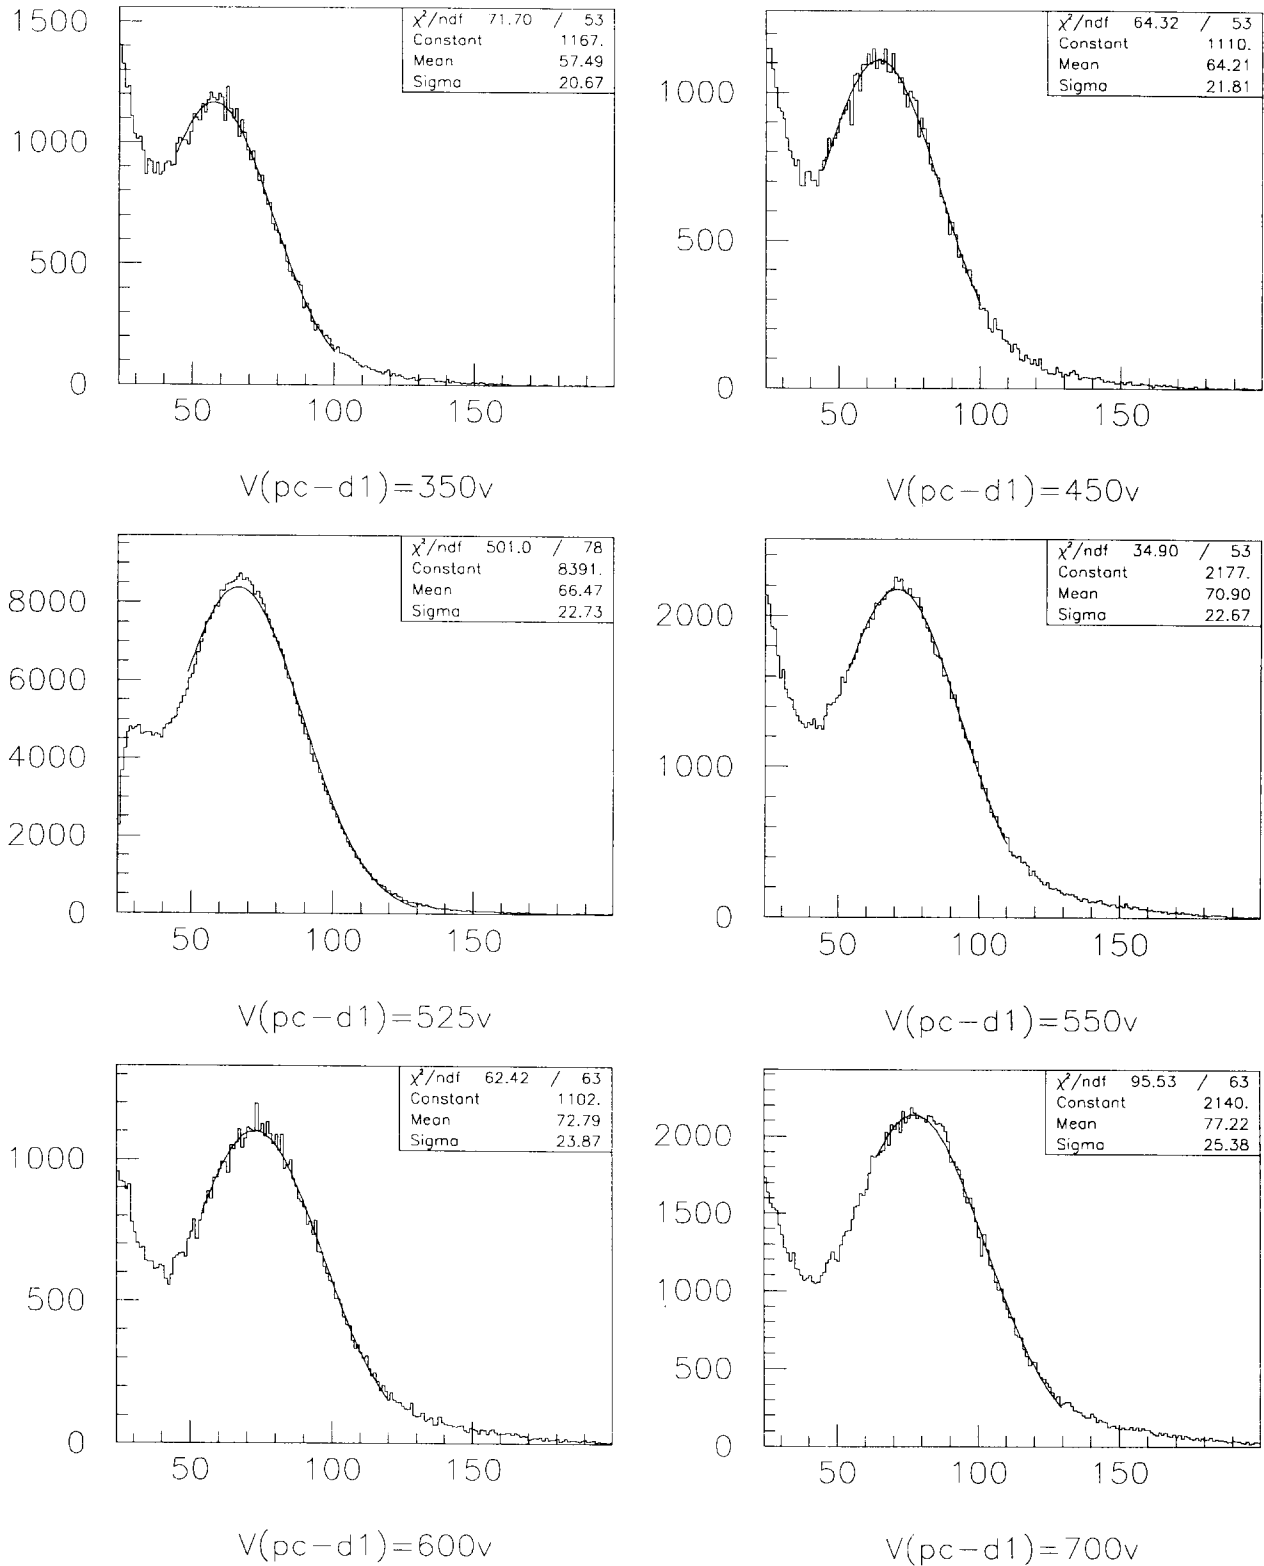 χ²/ndf 71.70 / 53
Constant 1167.
Mean 57.49
Sigma 20.67
1500
1000
500
0
50 100 150
V(pc-d1)=350v
χ²/ndf 64.32 / 53
Constant 1110.
Mean 64.21
Sigma 21.81
1000
500
0
50 100 150
V(pc-d1)=450v
χ²/ndf 501.0 / 78
Constant 8391.
Mean 66.47
Sigma 22.73
8000
6000
4000
2000
0
50 100 150
V(pc-d1)=525v
χ²/ndf 34.90 / 53
Constant 2177.
Mean 70.90
Sigma 22.67
2000
1000
0
50 100 150
V(pc-d1)=550v
χ²/ndf 62.42 / 63
Constant 1102.
Mean 72.79
Sigma 23.87
1000
500
0
50 100 150
V(pc-d1)=600v
χ²/ndf 95.53 / 63
Constant 2140.
Mean 77.22
Sigma 25.38
2000
1500
1000
500
0
50 100 150
V(pc-d1)=700v